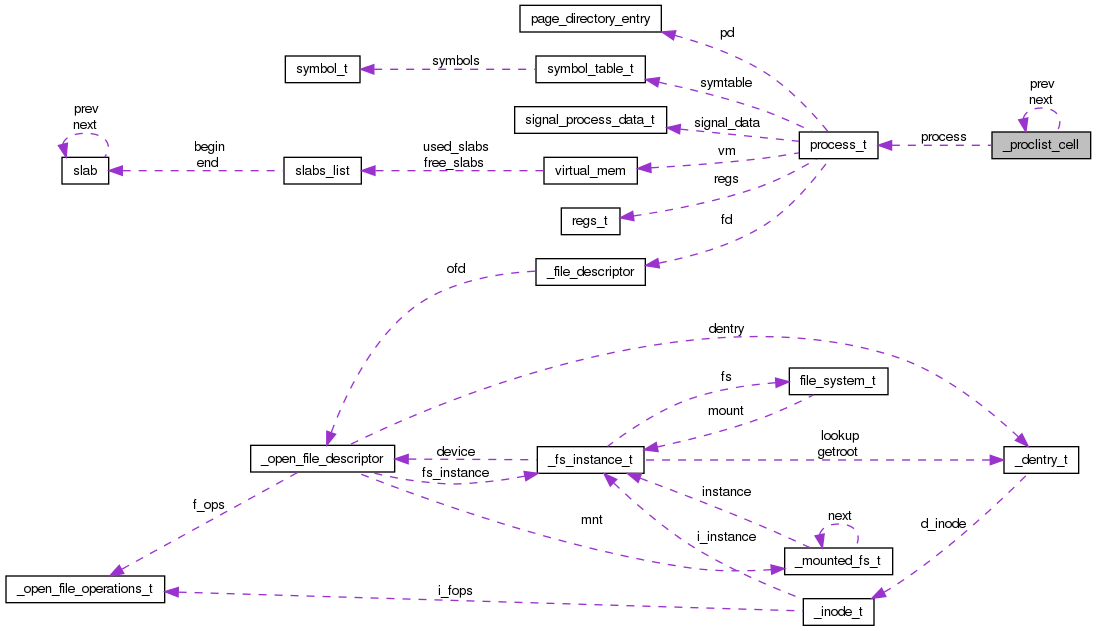 page_directory_entry
pd
symbol_t
symbols
symbol_table_t
symtable
prev
next
prev
next
signal_process_data_t
signal_data
process_t
process
_proclist_cell
slab
begin
end
slabs_list
used_slabs
free_slabs
virtual_mem
vm
regs
regs_t
fd
ofd
_file_descriptor
dentry
fs
file_system_t
mount
_open_file_descriptor
device
fs_instance
_fs_instance_t
lookup
getroot
_dentry_t
f_ops
mnt
instance
next
d_inode
i_instance
_mounted_fs_t
_open_file_operations_t
i_fops
_inode_t